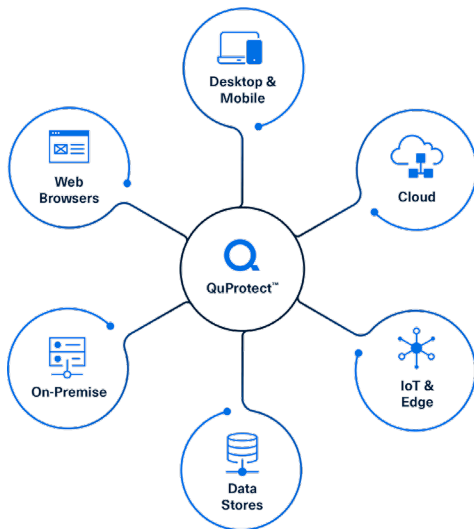 Desktop &
Mobile
Web
Browsers
Cloud
QuProtect™
On-Premise
IoT &
Edge
Data
Stores